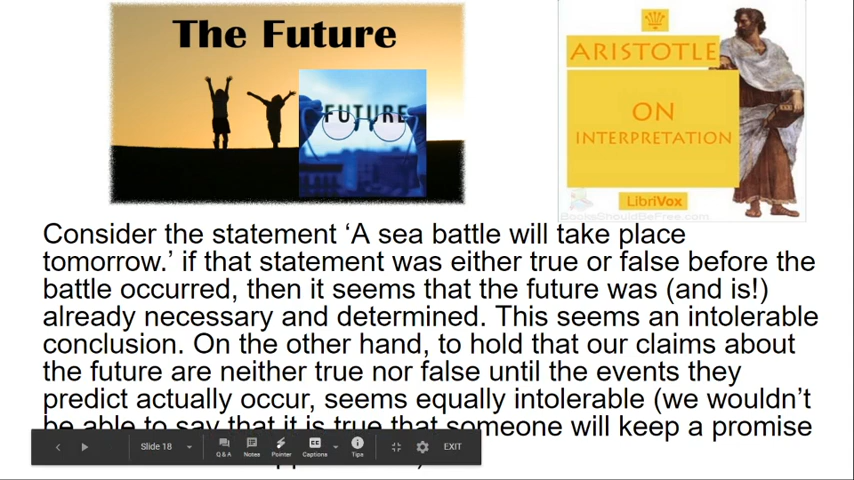 The Future
FUTURE
ARISTOTLE
ON
INTERPRETATION
LibriVox
BooksShouldBeFree.com
Consider the statement ‘A sea battle will take place
tomorrow.’ if that statement was either true or false before the
battle occurred, then it seems that the future was (and is!)
already necessary and determined. This seems an intolerable
conclusion. On the other hand, to hold that our claims about
the future are neither true nor false until the events they
predict actually occur, seems equally intolerable (we wouldn’t
be able to say that it is true that someone will keep a promise
Slide 18
Q & A
Notes
Pointer
Captions
Tips
EXIT